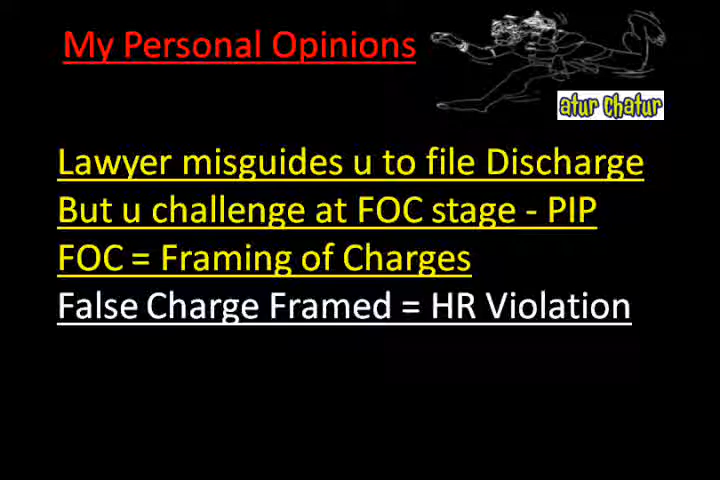 My Personal Opinions
atur chatur
Lawyer misguides u to file Discharge
But u challenge at FOC stage - PIP
FOC = Framing of Charges
False Charge Framed = HR Violation